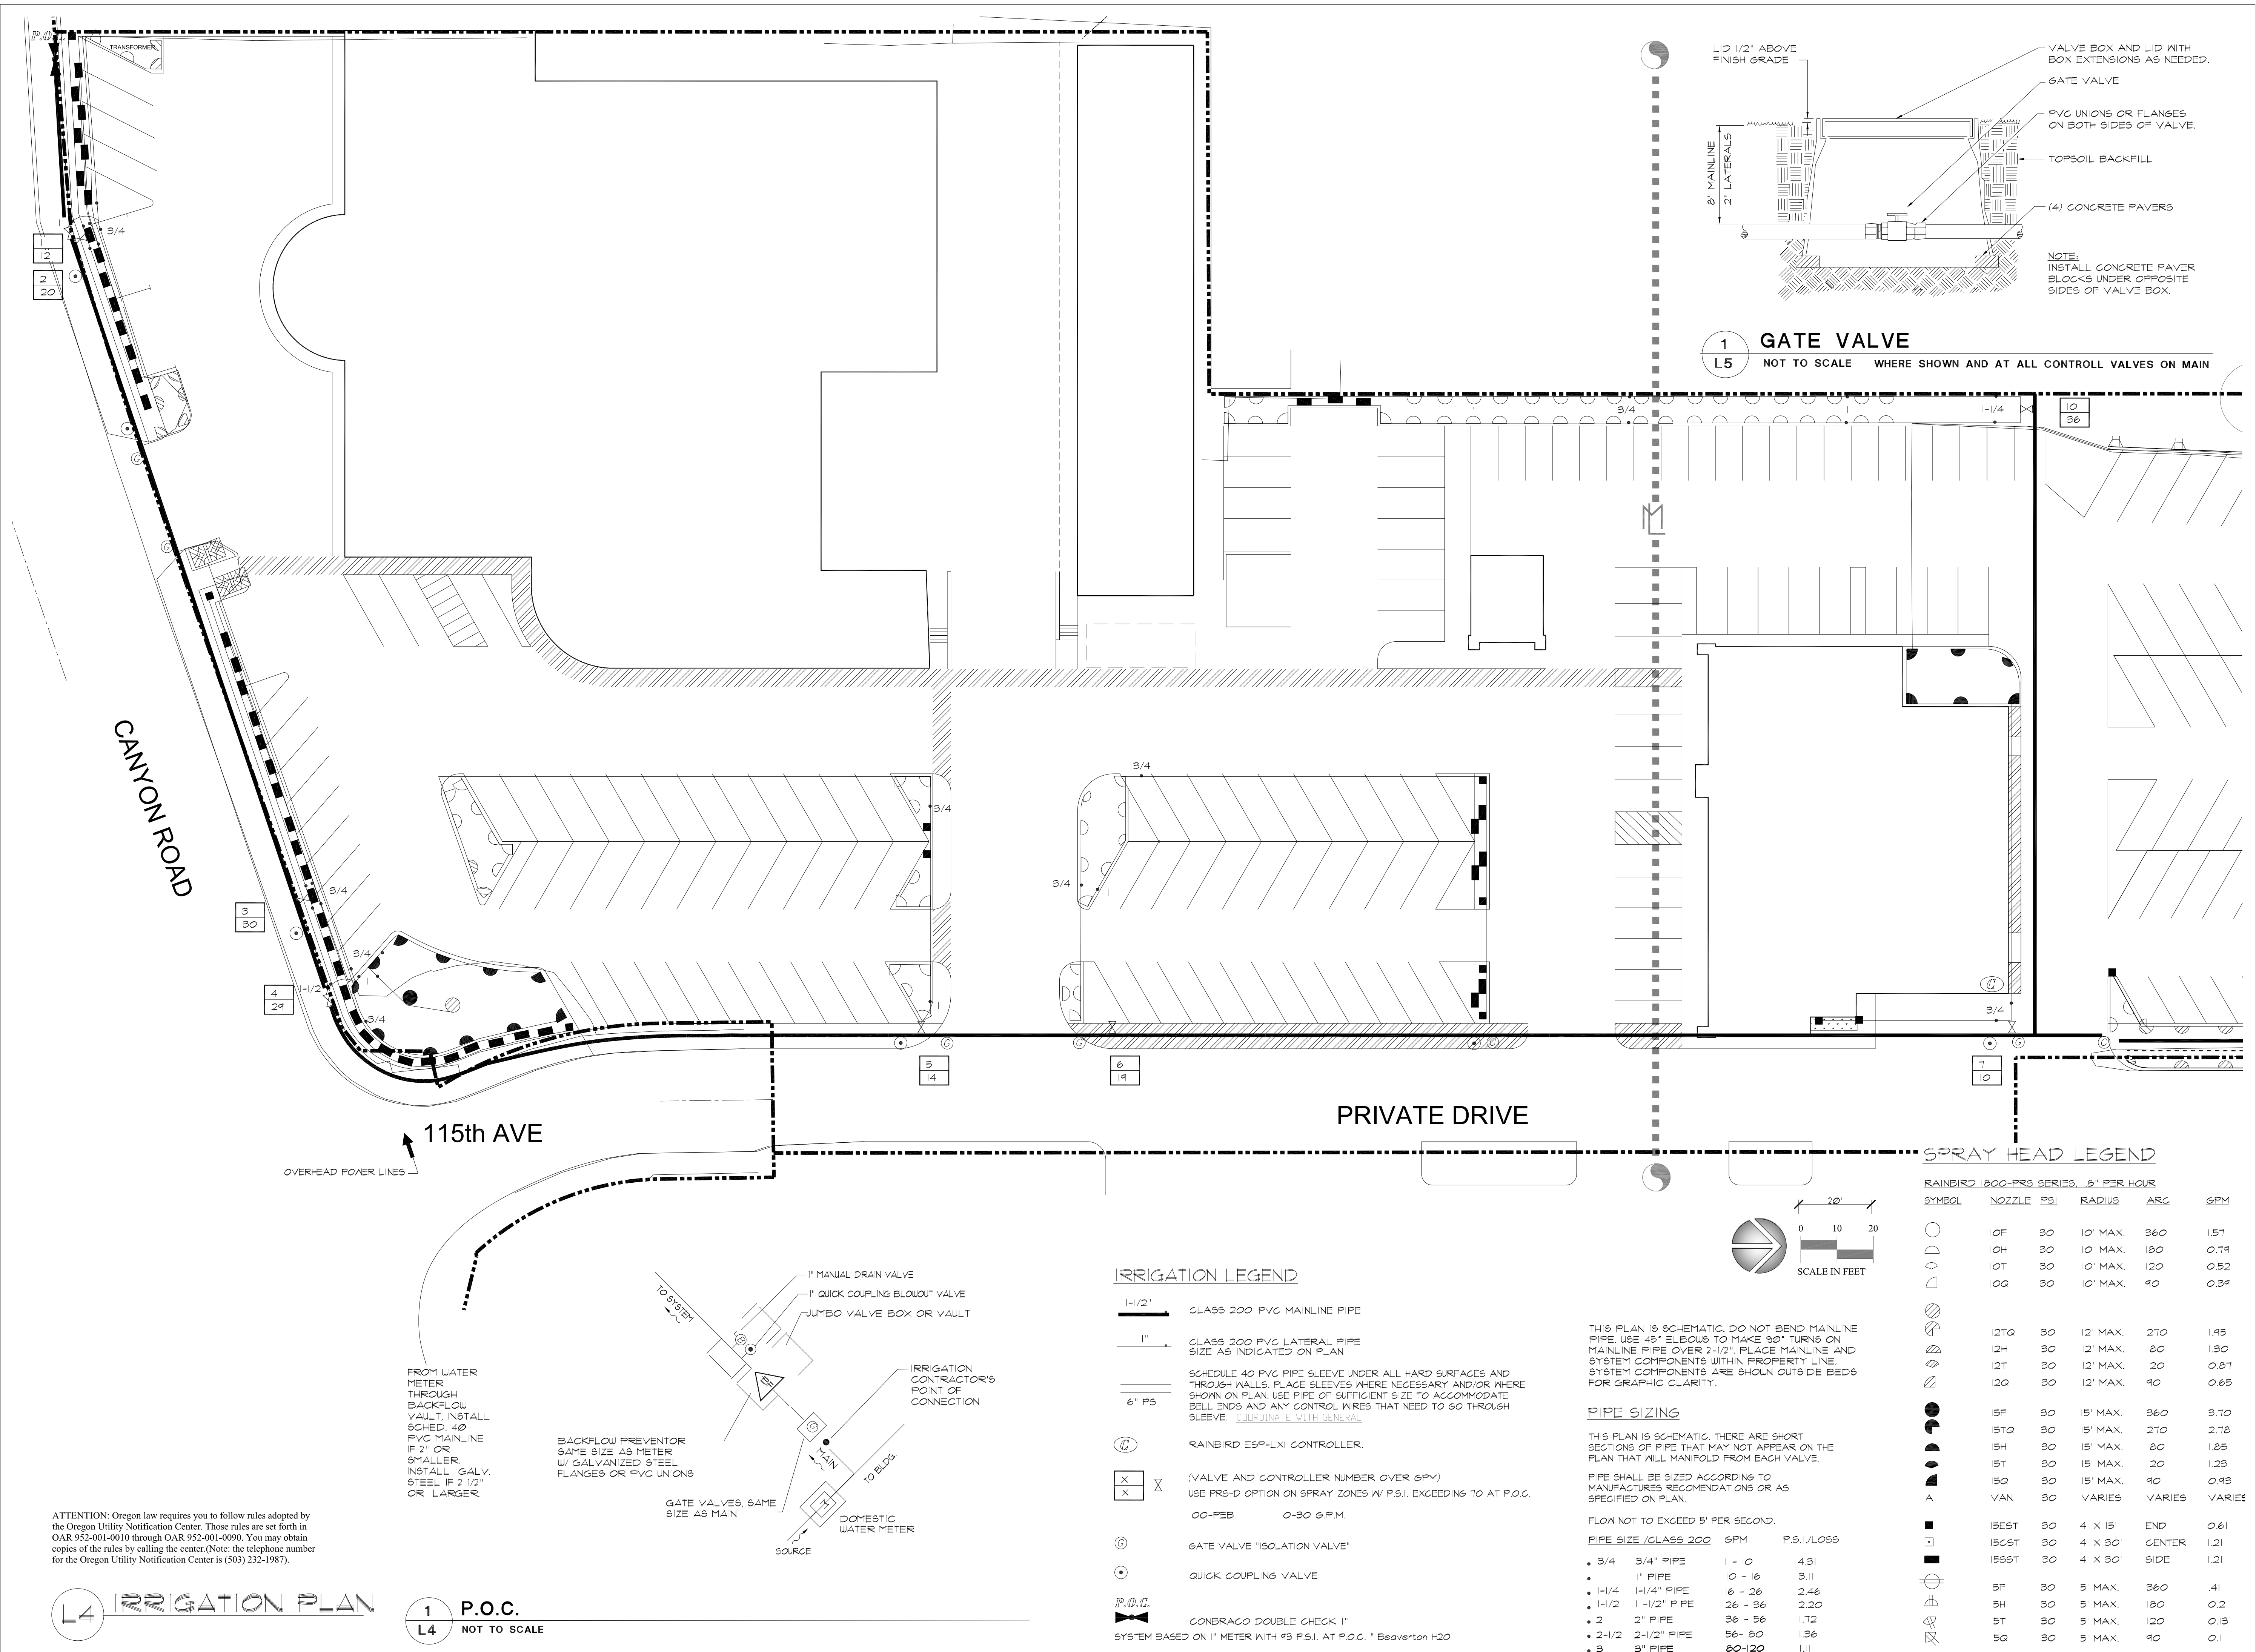 P.O.C.
TRANSFORMER
3/4
1
12
2
20
LID 1/2" ABOVE
FINISH GRADE
18" MAINLINE
12" LATERALS
VALVE BOX AND LID WITH
BOX EXTENSIONS AS NEEDED.
GATE VALVE
PVC UNIONS OR FLANGES
ON BOTH SIDES OF VALVE.
TOPSOIL BACKFILL
(4) CONCRETE PAVERS
NOTE:
INSTALL CONCRETE PAVER
BLOCKS UNDER OPPOSITE
SIDES OF VALVE BOX.
1
L5
GATE VALVE
NOT TO SCALE WHERE SHOWN AND AT ALL CONTROLL VALVES ON MAIN
3/4
1
1-1/4
10
36
G
G
ML
CANYON ROAD
3/4
3/4
3/4
1
3
30
3/4
3/4
1
4
29
1-1/2
3/4
1
G
5
14
G
6
19
G
C
3/4
G
G
7
10
115th AVE
PRIVATE DRIVE
OVERHEAD POWER LINES
FROM WATER
METER
THROUGH
BACKFLOW
VAULT, INSTALL
SCHED. 40
PVC MAINLINE
IF 2" OR
SMALLER.
INSTALL GALV.
STEEL IF 2 1/2"
OR LARGER.
TO SYSTEM
1" MANUAL DRAIN VALVE
1" QUICK COUPLING BLOWOUT VALVE
JUMBO VALVE BOX OR VAULT
IRRIGATION
CONTRACTOR'S
POINT OF
CONNECTION
BACKFLOW PREVENTOR
SAME SIZE AS METER
W/ GALVANIZED STEEL
FLANGES OR PVC UNIONS
G
MAIN
TO BLDG.
GATE VALVES, SAME
SIZE AS MAIN
DOMESTIC
WATER METER
SOURCE
ATTENTION: Oregon law requires you to follow rules adopted by
the Oregon Utility Notification Center. Those rules are set forth in
OAR 952-001-0010 through OAR 952-001-0090. You may obtain
copies of the rules by calling the center.(Note: the telephone number
for the Oregon Utility Notification Center is (503) 232-1987).
L4
IRRIGATION PLAN
1
L4
P.O.C.
NOT TO SCALE
IRRIGATION LEGEND
1-1/2"
CLASS 200 PVC MAINLINE PIPE
1"
CLASS 200 PVC LATERAL PIPE
SIZE AS INDICATED ON PLAN
6" PS
SCHEDULE 40 PVC PIPE SLEEVE UNDER ALL HARD SURFACES AND
THROUGH WALLS. PLACE SLEEVES WHERE NECESSARY AND/OR WHERE
SHOWN ON PLAN. USE PIPE OF SUFFICIENT SIZE TO ACCOMMODATE
BELL ENDS AND ANY CONTROL WIRES THAT NEED TO GO THROUGH
SLEEVE. COORDINATE WITH GENERAL
C
RAINBIRD ESP-LXI CONTROLLER.
X
X
(VALVE AND CONTROLLER NUMBER OVER GPM)
USE PRS-D OPTION ON SPRAY ZONES W/ P.S.I. EXCEEDING 70 AT P.O.C.
100-PEB 0-30 G.P.M.
G
GATE VALVE "ISOLATION VALVE"
QUICK COUPLING VALVE
P.O.C.
CONBRACO DOUBLE CHECK 1"
SYSTEM BASED ON 1" METER WITH 93 P.S.I. AT P.O.C. " Beaverton H20
20'
0 10 20
SCALE IN FEET
THIS PLAN IS SCHEMATIC. DO NOT BEND MAINLINE
PIPE. USE 45° ELBOWS TO MAKE 90° TURNS ON
MAINLINE PIPE OVER 2-1/2". PLACE MAINLINE AND
SYSTEM COMPONENTS WITHIN PROPERTY LINE.
SYSTEM COMPONENTS ARE SHOWN OUTSIDE BEDS
FOR GRAPHIC CLARITY.
PIPE SIZING
THIS PLAN IS SCHEMATIC. THERE ARE SHORT
SECTIONS OF PIPE THAT MAY NOT APPEAR ON THE
PLAN THAT WILL MANIFOLD FROM EACH VALVE.
PIPE SHALL BE SIZED ACCORDING TO
MANUFACTURES RECOMENDATIONS OR AS
SPECIFIED ON PLAN.
FLOW NOT TO EXCEED 5' PER SECOND.
PIPE SIZE /CLASS 200 GPM P.S.I./LOSS
3/4 3/4" PIPE 1 - 10 4.31
1 1" PIPE 10 - 16 3.11
1-1/4 1-1/4" PIPE 16 - 26 2.46
1-1/2 1 -1/2" PIPE 26 - 36 2.20
2 2" PIPE 36 - 56 1.72
2-1/2 2-1/2" PIPE 56- 80 1.36
3 3" PIPE 80-120 1.11
SPRAY HEAD LEGEND
RAINBIRD 1800-PRS SERIES, 1.8" PER HOUR
SYMBOL NOZZLE PSI RADIUS ARC GPM
10F 30 10' MAX. 360 1.57
10H 30 10' MAX. 180 0.79
10T 30 10' MAX. 120 0.52
10Q 30 10' MAX. 90 0.39
12TQ 30 12' MAX. 270 1.95
12H 30 12' MAX. 180 1.30
12T 30 12' MAX. 120 0.87
12Q 30 12' MAX. 90 0.65
15F 30 15' MAX. 360 3.70
15TQ 30 15' MAX. 270 2.78
15H 30 15' MAX. 180 1.85
15T 30 15' MAX. 120 1.23
15Q 30 15' MAX. 90 0.93
A VAN 30 VARIES VARIES VARIES
15EST 30 4' X 15' END 0.61
15CST 30 4' X 30' CENTER 1.21
15SST 30 4' X 30' SIDE 1.21
5F 30 5' MAX. 360 .41
5H 30 5' MAX. 180 0.2
5T 30 5' MAX. 120 0.13
5Q 30 5' MAX. 90 0.1